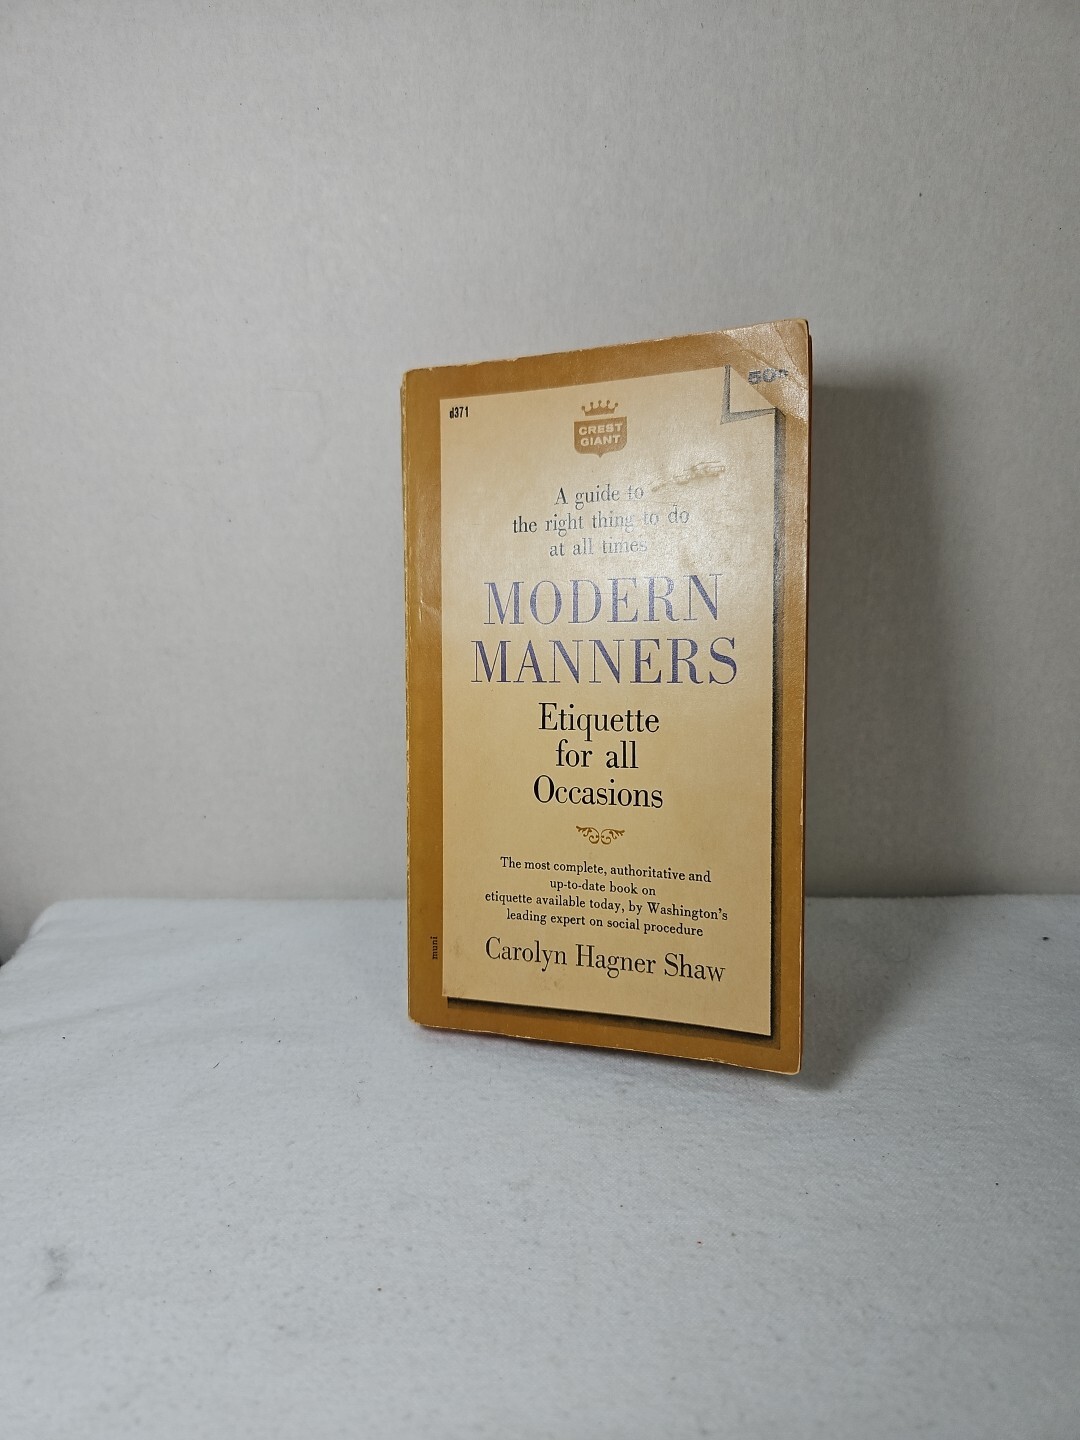 d371
50¢
CREST
GIANT
A guide to
the right thing to do
at all times
MODERN
MANNERS
Etiquette
for all
Occasions
The most complete, authoritative and
up-to-date book on
etiquette available today, by Washington's
leading expert on social procedure
Carolyn Hagner Shaw
muni